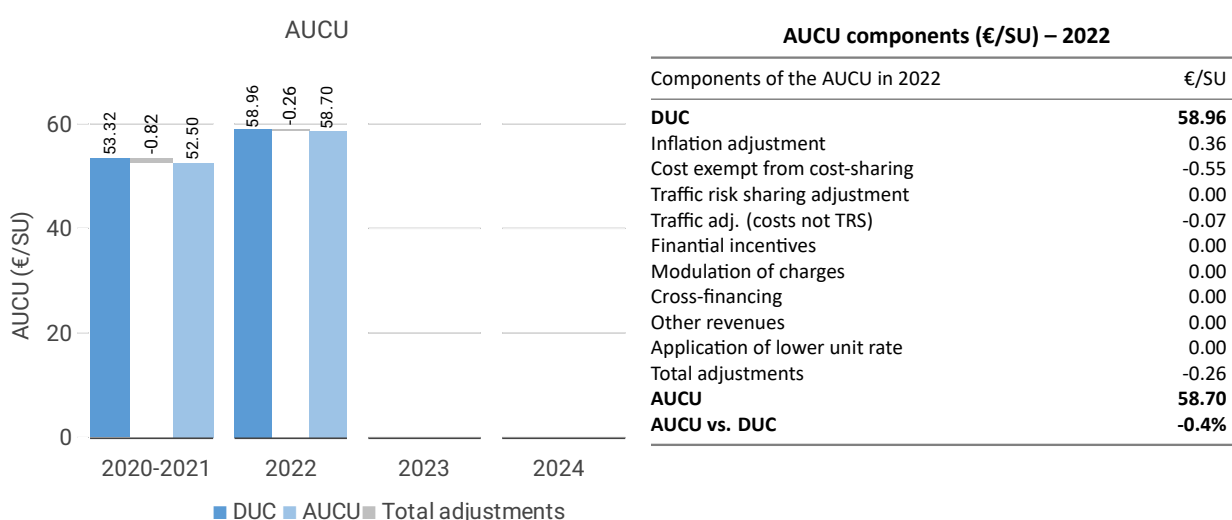 AUCU
AUCU (€/SU)
60
40
20
0
53.32
-0.82
52.50
58.96
-0.26
58.70
2020-2021
2022
2023
2024
DUC AUCU Total adjustments
AUCU components (€/SU) – 2022
Components of the AUCU in 2022 €/SU
DUC 58.96
Inflation adjustment 0.36
Cost exempt from cost-sharing -0.55
Traffic risk sharing adjustment 0.00
Traffic adj. (costs not TRS) -0.07
Finantial incentives 0.00
Modulation of charges 0.00
Cross-financing 0.00
Other revenues 0.00
Application of lower unit rate 0.00
Total adjustments -0.26
AUCU 58.70
AUCU vs. DUC -0.4%